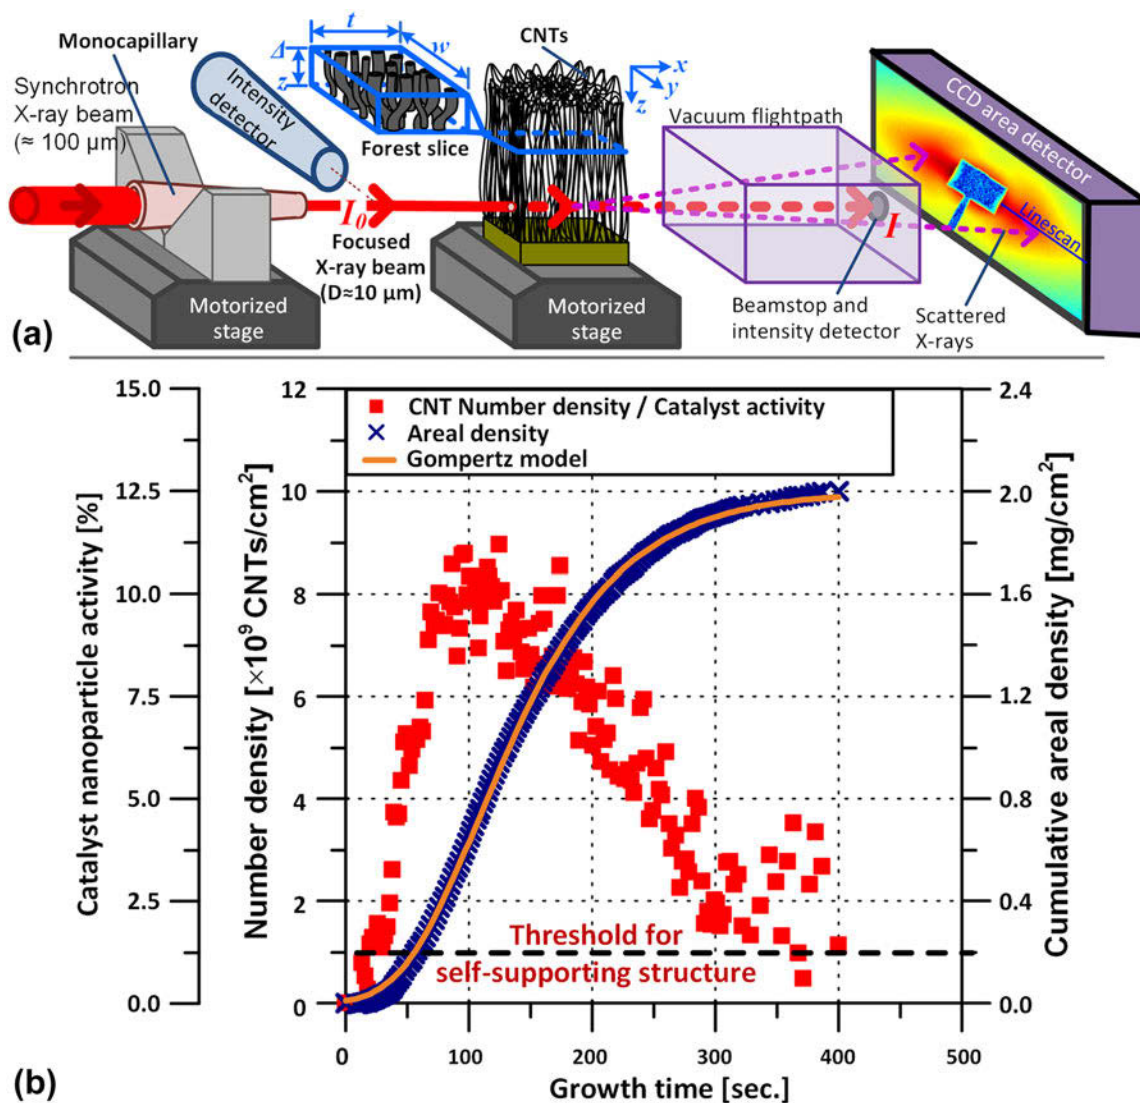 Monocapillary
Synchrotron
X-ray beam
(≈ 100 μm)
Intensity
detector
t
w
Δ
z
Forest slice
CNTs
x
y
z
Vacuum flightpath
CCD area detector
Linescan
I₀
Focused
X-ray beam
(D≈10 μm)
I
Motorized
stage
Motorized
stage
Beamstop and
intensity detector
Scattered
X-rays
(a)
CNT Number density / Catalyst activity
Areal density
Gompertz model
Catalyst nanoparticle activity [%]
15.0
12.5
10.0
7.5
5.0
2.5
0.0
Number density [×10⁹ CNTs/cm²]
12
10
8
6
4
2
0
Threshold for
self-supporting structure
2.4
2.0
1.6
1.2
0.8
0.4
0.0
Cumulative areal density [mg/cm²]
0 100 200 300 400 500
Growth time [sec.]
(b)